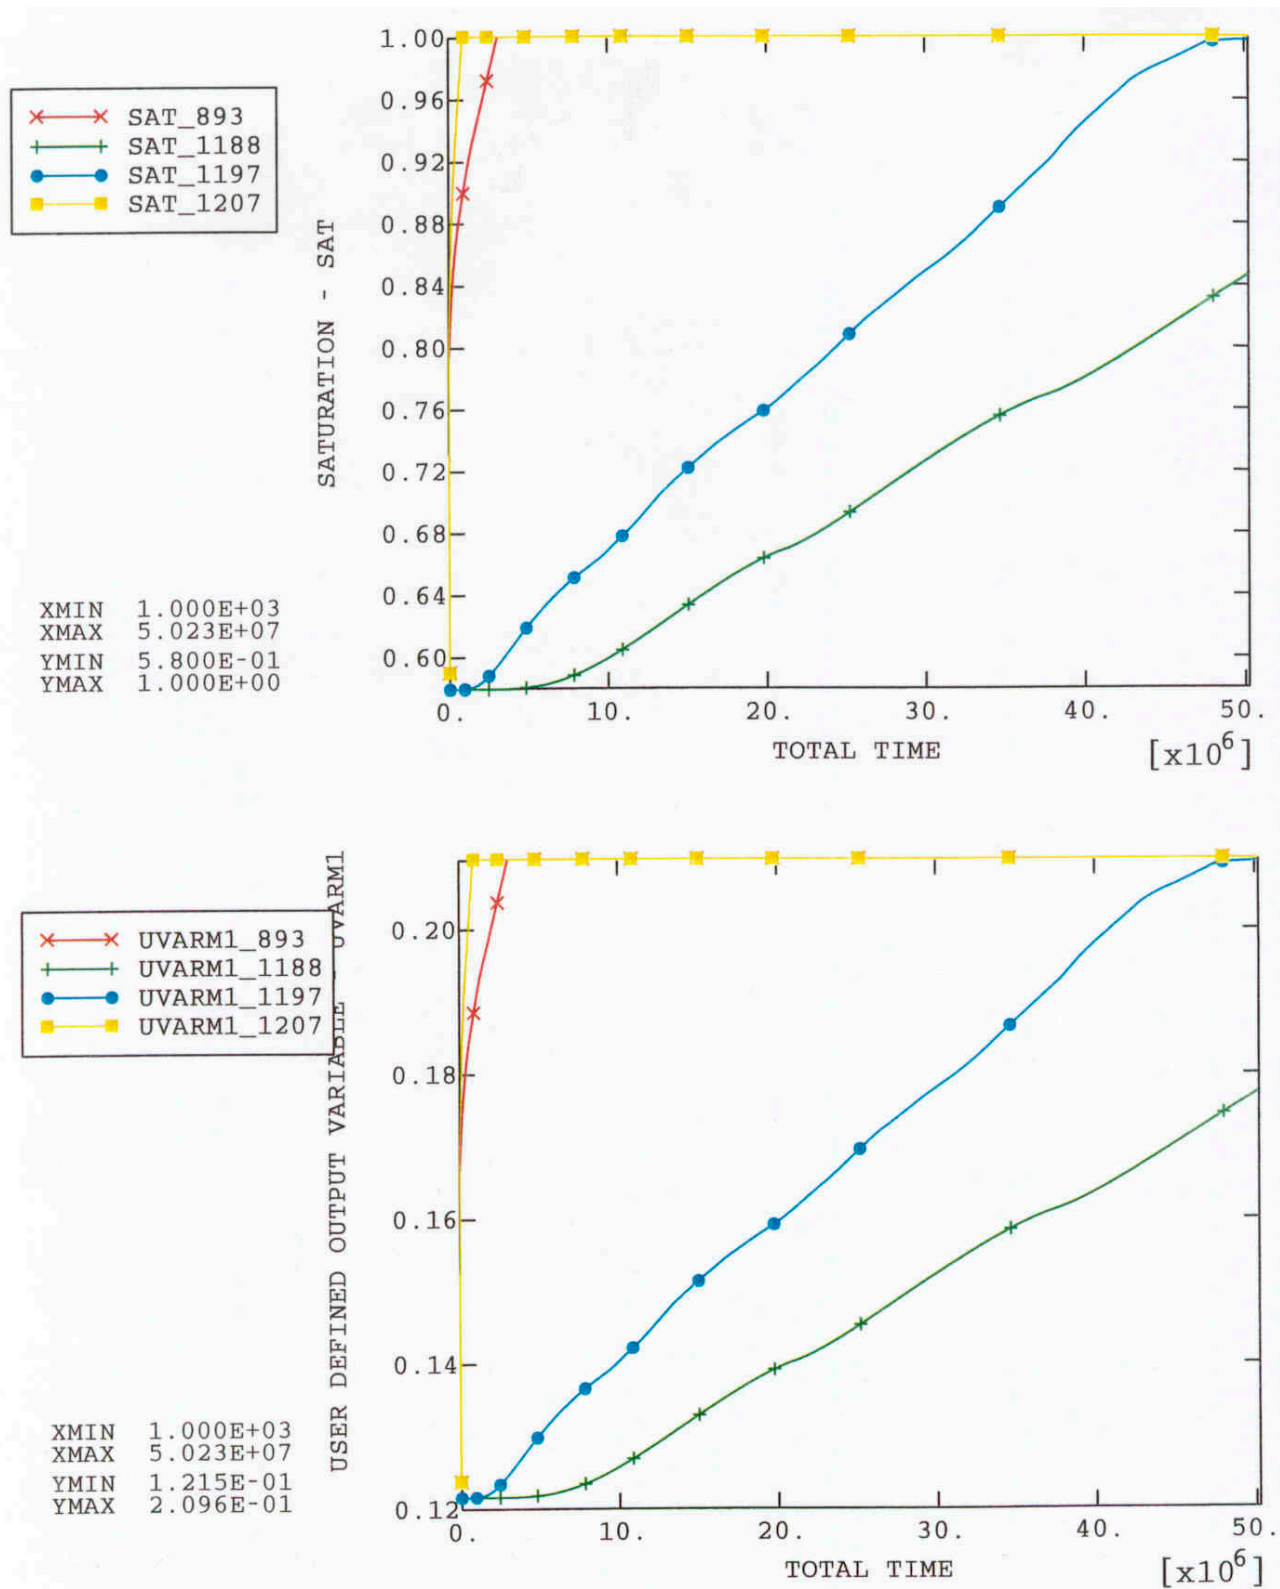 1.00
0.96
0.92
0.88
0.84
0.80
0.76
0.72
0.68
0.64
0.60
SAT_893
SAT_1188
SAT_1197
SAT_1207
SATURATION - SAT
XMIN 1.000E+03
XMAX 5.023E+07
YMIN 5.800E-01
YMAX 1.000E+00
0. 10. 20. 30. 40. 50.
TOTAL TIME [x10⁶]
UVARM1_893
UVARM1_1188
UVARM1_1197
UVARM1_1207
USER DEFINED OUTPUT VARIABLE - UVARM1
0.20
0.18
0.16
0.14
0.12
XMIN 1.000E+03
XMAX 5.023E+07
YMIN 1.215E-01
YMAX 2.096E-01
0. 10. 20. 30. 40. 50.
TOTAL TIME [x10⁶]